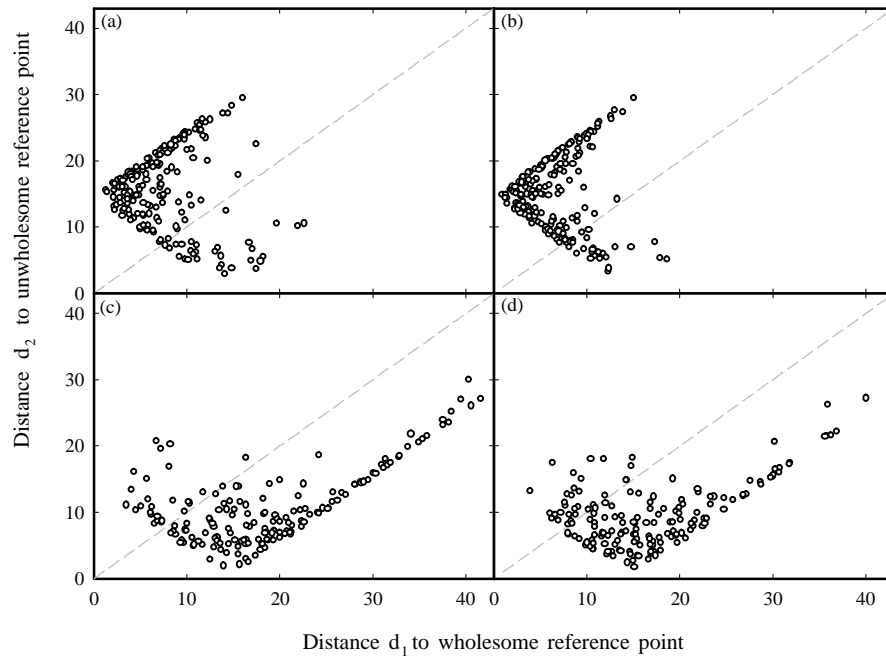 Distance d₂ to unwholesome reference point
(a)
(b)
40
30
20
10
0
(c)
(d)
40
30
20
10
0
0 10 20 30 40 0 10 20 30 40
Distance d₁ to wholesome reference point